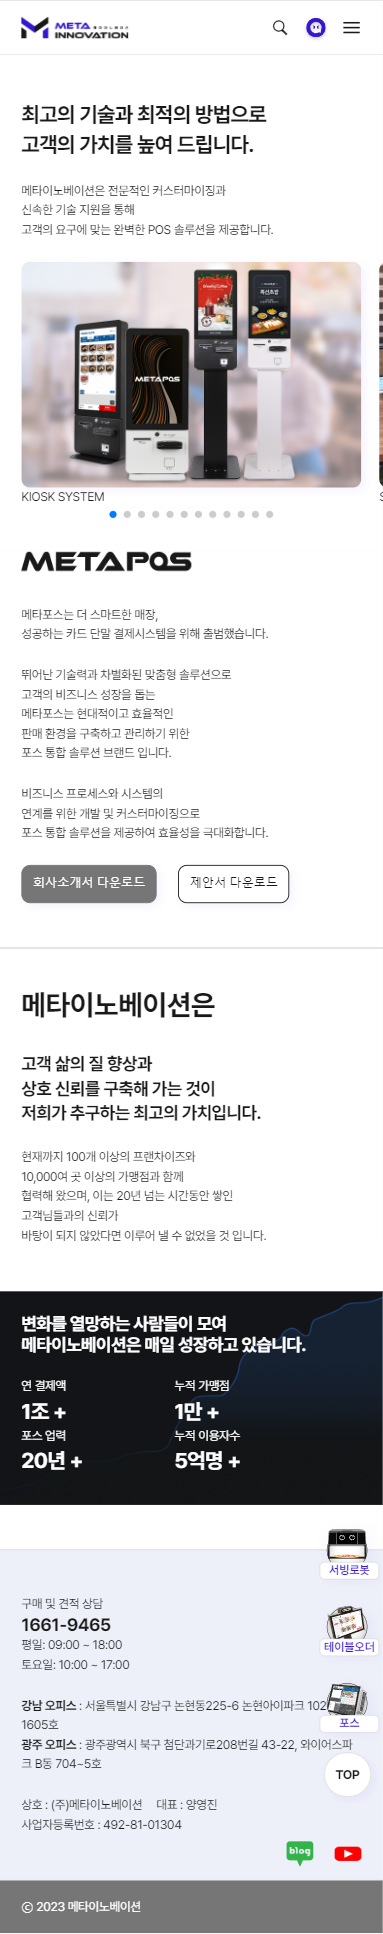 META 메타이노베이션
INNOVATION
최고의 기술과 최적의 방법으로
고객의 가치를 높여 드립니다.
메타이노베이션은 전문적인 커스터마이징과
신속한 기술 지원을 통해
고객의 요구에 맞는 완벽한 POS 솔루션을 제공합니다.
METAPOS
KIOSK SYSTEM
S
METAPOS
메타포스는 더 스마트한 매장,
성공하는 카드 단말 결제시스템을 위해 출범했습니다.
뛰어난 기술력과 차별화된 맞춤형 솔루션으로
고객의 비즈니스 성장을 돕는
메타포스는 현대적이고 효율적인
판매 환경을 구축하고 관리하기 위한
포스 통합 솔루션 브랜드 입니다.
비즈니스 프로세스와 시스템의
연계를 위한 개발 및 커스터마이징으로
포스 통합 솔루션을 제공하여 효율성을 극대화합니다.
회사소개서 다운로드 제안서 다운로드
메타이노베이션은
고객 삶의 질 향상과
상호 신뢰를 구축해 가는 것이
저희가 추구하는 최고의 가치입니다.
현재까지 100개 이상의 프랜차이즈와
10,000여 곳 이상의 가맹점과 함께
협력해 왔으며, 이는 20년 넘는 시간동안 쌓인
고객님들과의 신뢰가
바탕이 되지 않았다면 이루어 낼 수 없었을 것 입니다.
변화를 열망하는 사람들이 모여
메타이노베이션은 매일 성장하고 있습니다.
연 결제액 누적 가맹점
1조 + 1만 +
포스 업력 누적 이용자수
20년 + 5억명 +
서빙로봇
구매 및 견적 상담
1661-9465
평일: 09:00 ~ 18:00
테이블오더
토요일: 10:00 ~ 17:00
강남 오피스 : 서울특별시 강남구 논현동225-6 논현아이파크 102
1605호
포스
광주 오피스 : 광주광역시 북구 첨단과기로208번길 43-22, 와이어스파
크 B동 704~5호
TOP
상호 : (주)메타이노베이션 대표 : 양영진
사업자등록번호 : 492-81-01304
blog
© 2023 메타이노베이션